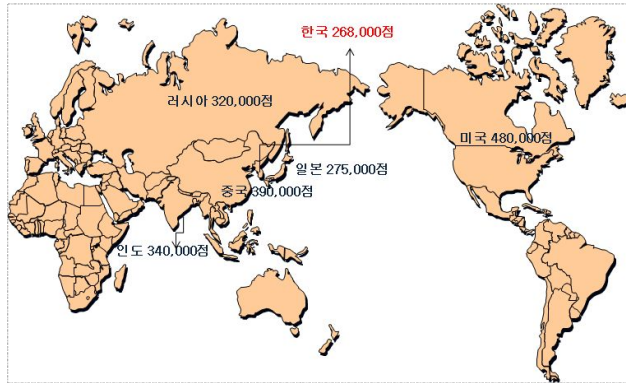 한국 268,000점
러시아 320,000점
미국 480,000점
일본 275,000점
중국 390,000점
인도 340,000점